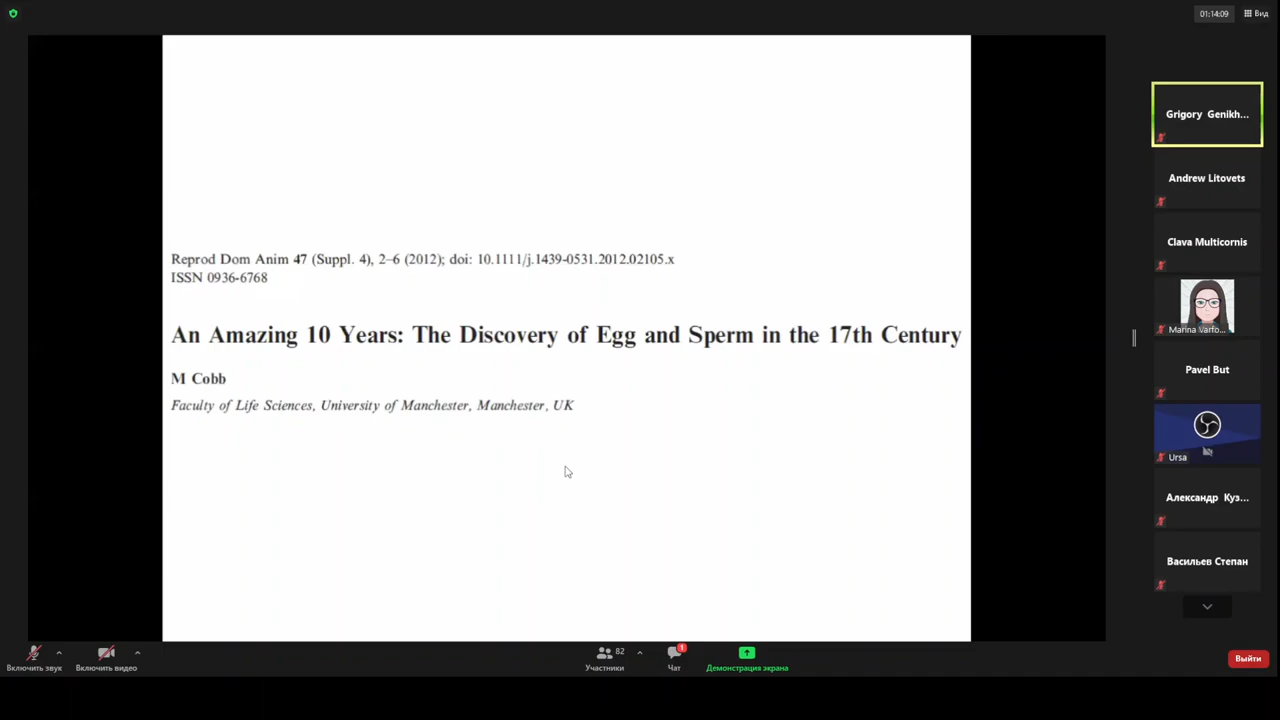 01:14:09
Вид
Reprod Dom Anim 47 (Suppl. 4), 2–6 (2012); doi: 10.1111/j.1439-0531.2012.02105.x
ISSN 0936-6768
An Amazing 10 Years: The Discovery of Egg and Sperm in the 17th Century
M Cobb
Faculty of Life Sciences, University of Manchester, Manchester, UK
Grigory Genikh...
Andrew Litovets
Clava Multicornis
Marina Varfo...
Pavel But
Ursa
Александр Куз...
Васильев Степан
Включить звук
Включить видео
82
Участники
1
Чат
Демонстрация экрана
Выйти